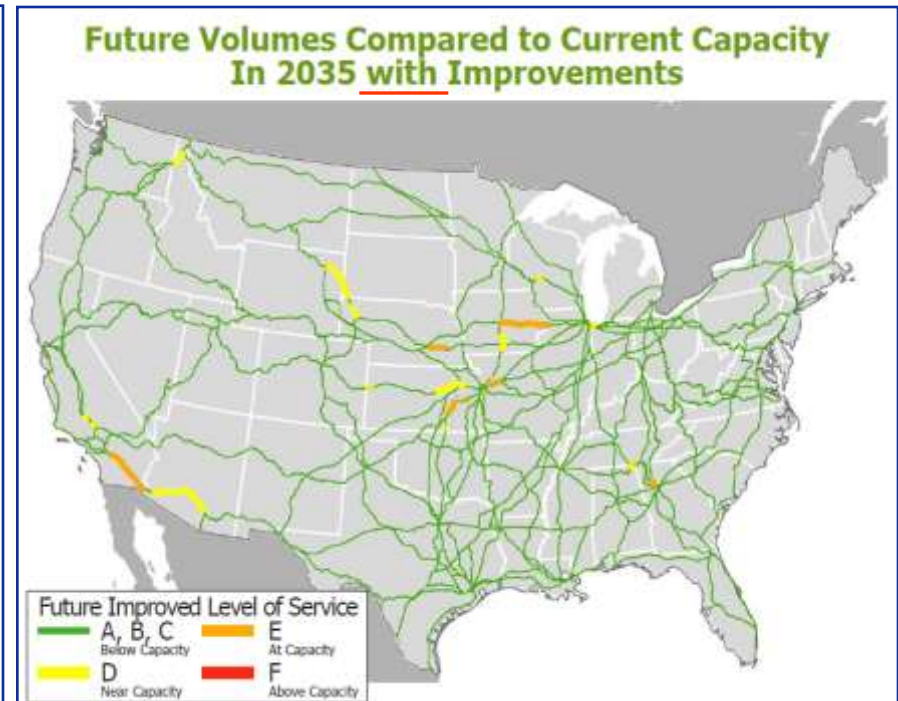 Future Volumes Compared to Current Capacity
In 2035 with Improvements
Future Improved Level of Service
A, B, C
Below Capacity
E
At Capacity
D
Near Capacity
F
Above Capacity